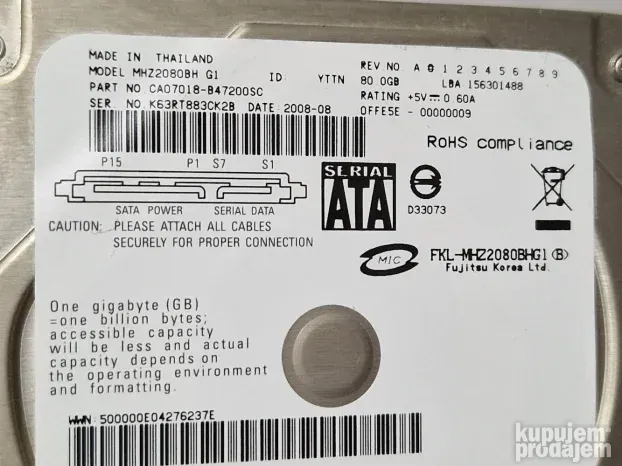 MADE IN THAILAND
MODEL MHZ2080BH G1 ID YTTN 80.0GB
PART NO CA07018-B47200SC
SER. NO. K63RT883CK2B DATE 2008-08
REV NO A 0 1 2 3 4 5 6 7 8 9
LBA 156301488
RATING +5V 0.60A
OFFE5E - 00000009
RoHS compliance
P15 P1 S7 S1
SATA POWER SERIAL DATA
SERIAL
ATA
D33073
CAUTION: PLEASE ATTACH ALL CABLES
SECURELY FOR PROPER CONNECTION
MIC
FKL-MHZ2080BHG1(B)
Fujitsu Korea Ltd.
One gigabyte (GB)
=one billion bytes;
accessible capacity
will be less and actual
capacity depends on
the operating environment
and formatting.
WWN: 500000E04276237E
kupujem
prodajem